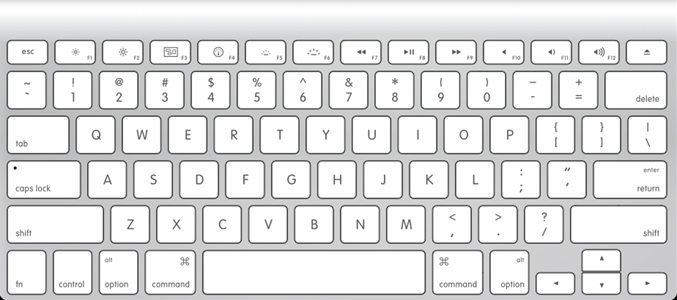 esc F1 F2 F3 F4 F5 F6 F7 F8 F9 F10 F11 F12
~ ! @ # $ % ^ & * ( ) — +
` 1 2 3 4 5 6 7 8 9 0 - = delete
tab Q W E R T Y U I O P { } |
[ ] \
caps lock A S D F G H J K L : ” enter
; ’ return
shift Z X C V B N M < > ? shift
, . /
alt ⌘ ⌘ alt
fn control option command command option